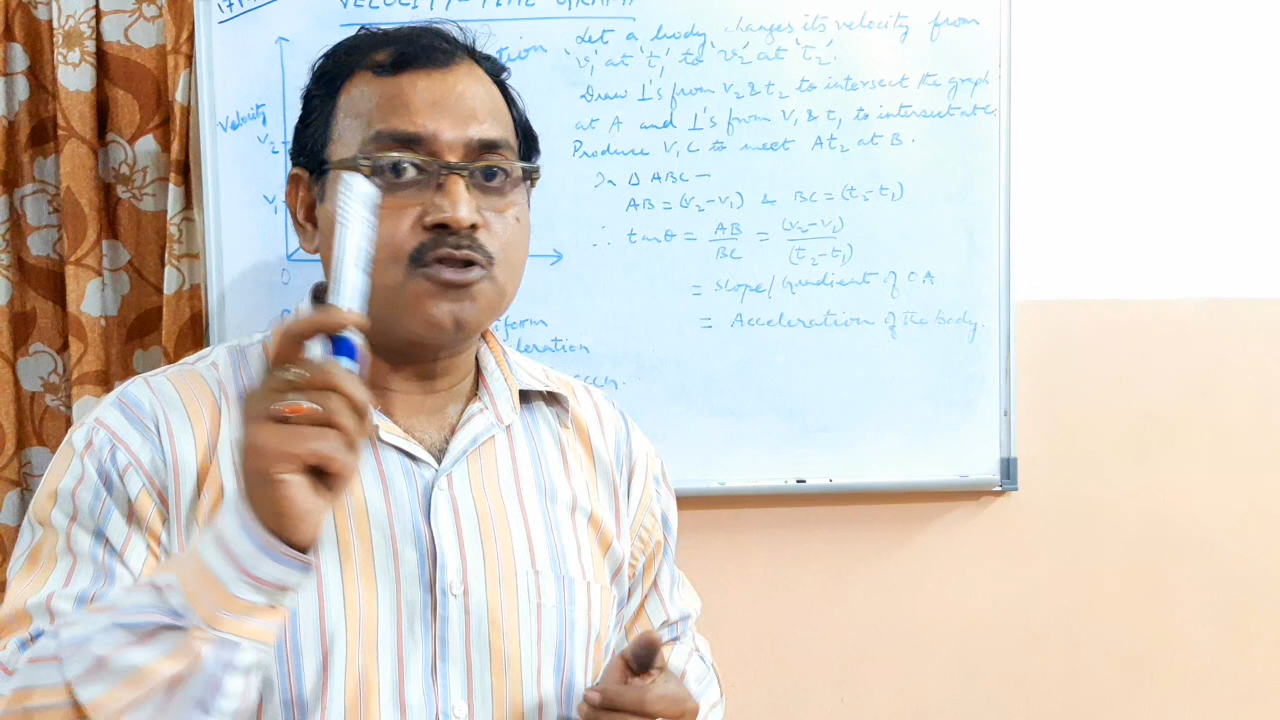 VELOCITY-TIME GRAPH
Let a body changes its velocity from
'v₁' at 't₁' to 'v₂' at 't₂'.
Draw ⊥'s from V₂ & t₂ to intersect the graph
at A and ⊥'s from V₁ & t₁ to intersect at C.
Produce V₁C to meet At₂ at B.
In Δ ABC —
AB = (v₂-v₁) & BC = (t₂-t₁)
∴ tanθ = AB/BC = (v₂-v₁)/(t₂-t₁)
= Slope/Gradient of OA
= Acceleration of the body.
Velocity
V₂
V₁
O